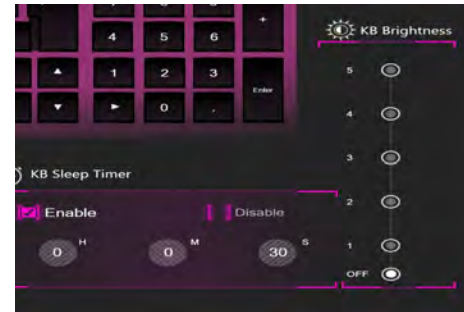 +
4 5 6
1 2 3
Enter
0 .
KB Brightness
5
4
3
2
1
OFF
KB Sleep Timer
Enable
Disable
0 H 0 M 30 S